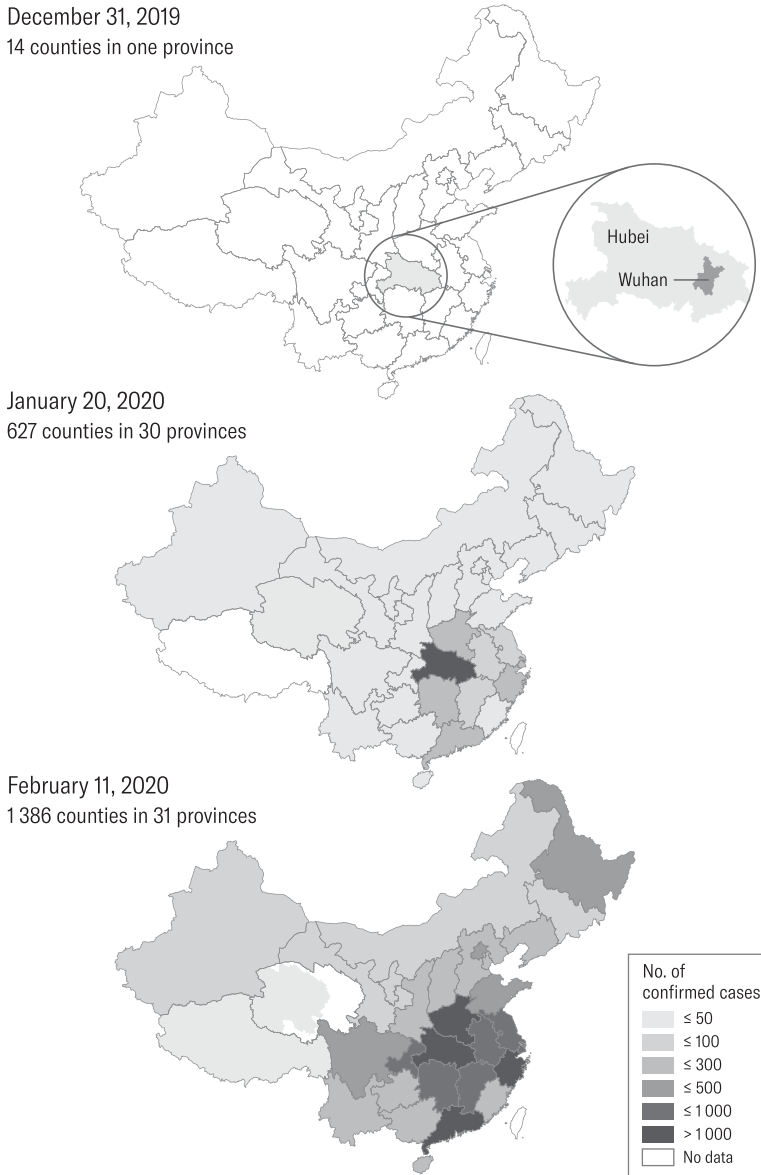 December 31, 2019
14 counties in one province
Hubei
Wuhan
January 20, 2020
627 counties in 30 provinces
February 11, 2020
1 386 counties in 31 provinces
No. of
confirmed cases
≤ 50
≤ 100
≤ 300
≤ 500
≤ 1 000
> 1 000
No data